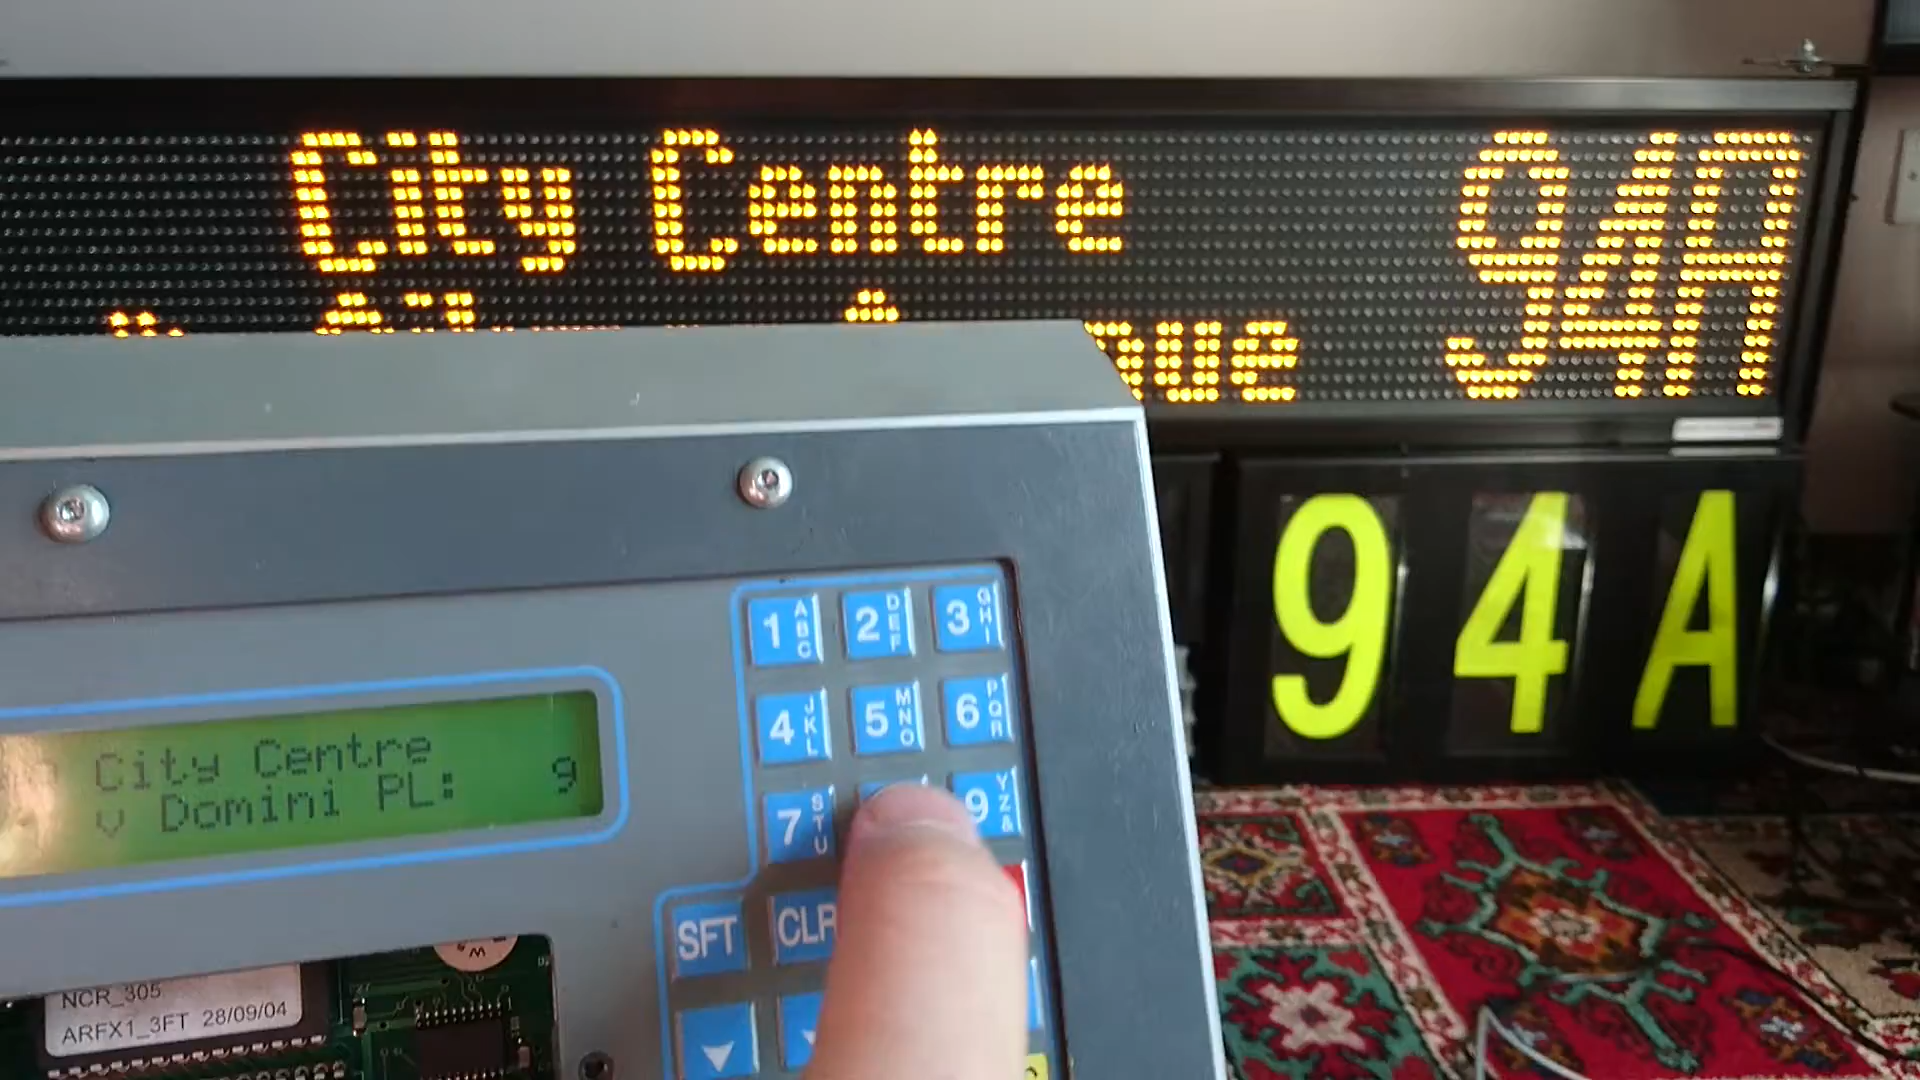 City Centre
94A
94A
City Centre
v Domini PL: 9
1 ABC
2 DEF
3 GHI
4 JKL
5 MNO
6 PQR
7 STU
9 YZ&
SFT
CLR
NCR_305
ARFX1_3FT 28/09/04